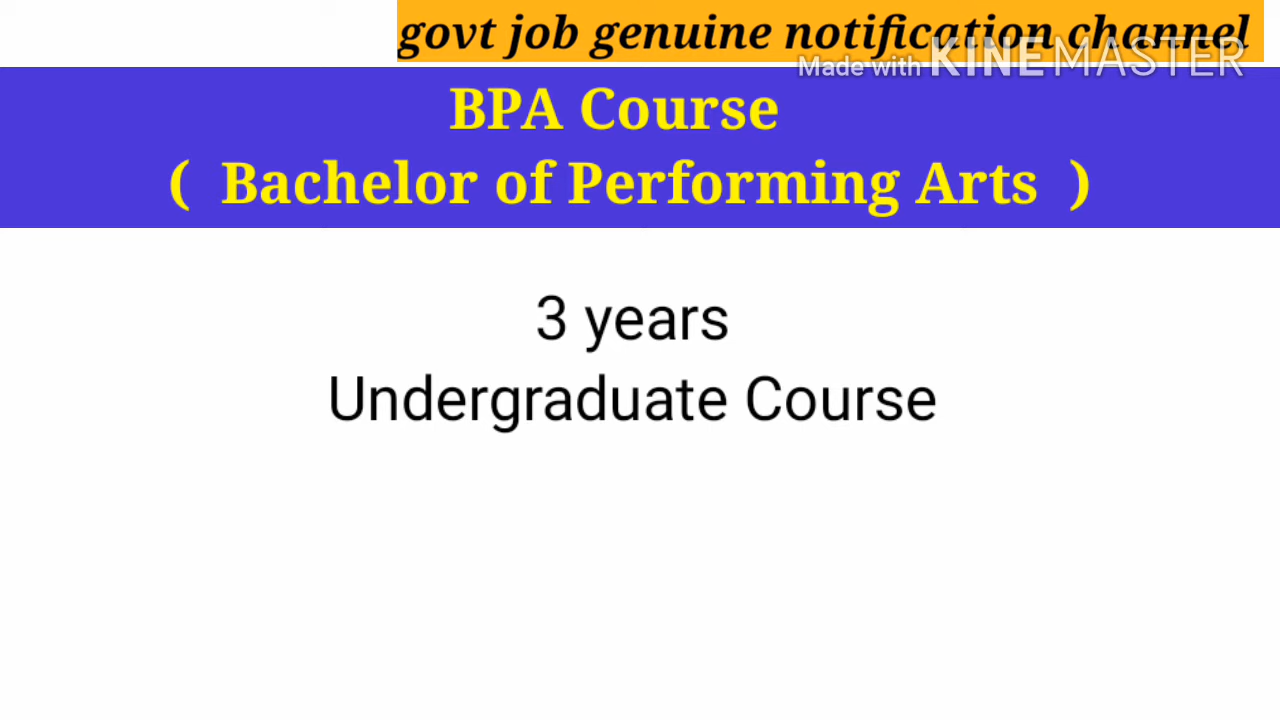 govt job genuine notification channel
Made with KINEMASTER
BPA Course
( Bachelor of Performing Arts )
3 years
Undergraduate Course